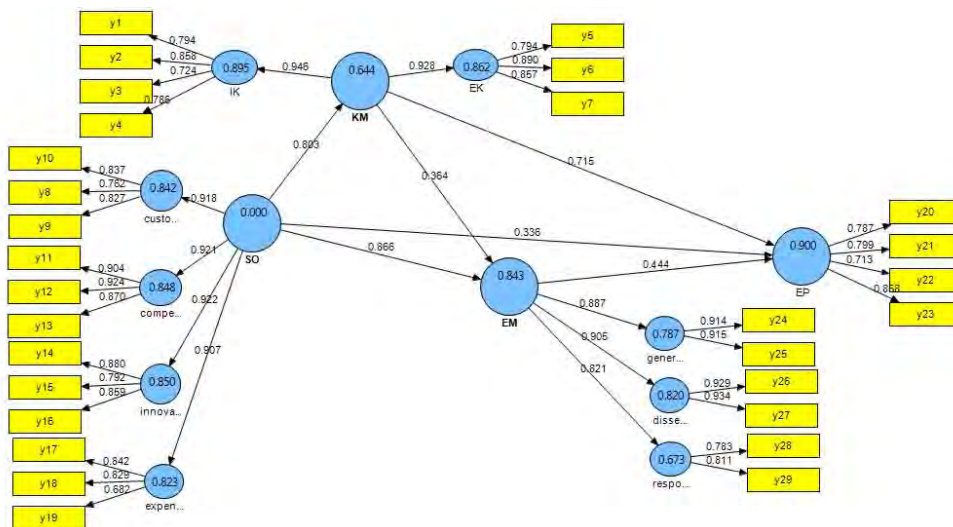 y1
0.794
y2
0.858
0.895
0.946
y3
0.724
IK
0.786
y4
0.644
KM
0.928
0.862
EK
0.794
y5
0.890
y6
0.857
y7
0.803
0.364
0.715
y10
0.837
y8
0.762
0.842
0.918
y9
0.827
custo...
0.000
SO
0.921
0.922
0.907
0.866
0.336
y11
0.904
y12
0.924
0.848
y13
0.870
compe...
y14
0.880
y15
0.792
0.850
y16
0.859
innova...
y17
0.842
y18
0.829
0.823
y19
0.682
expen...
0.843
EM
0.444
0.900
EP
0.787
y20
0.799
y21
0.713
y22
0.868
y23
0.887
0.905
0.821
0.787
gener...
0.914
y24
0.915
y25
0.820
disse...
0.929
y26
0.934
y27
0.673
respo...
0.783
y28
0.811
y29